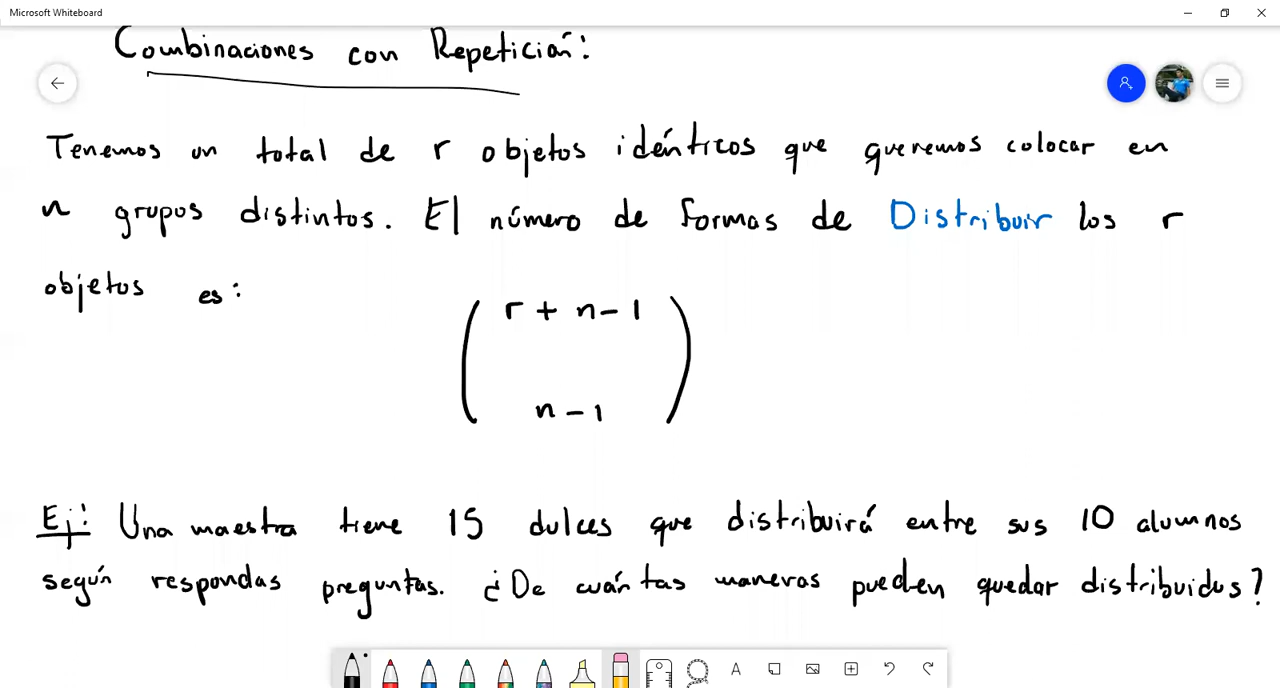 Microsoft Whiteboard
Combinaciones con Repetición:
Tenemos un total de r objetos idénticos que queremos colocar en
n grupos distintos. El número de formas de Distribuir los r
objetos es:
( r + n - 1
n - 1 )
Ej: Una maestra tiene 15 dulces que distribuirá entre sus 10 alumnos
según respondas preguntas. ¿De cuántas maneras pueden quedar distribuidos?
A